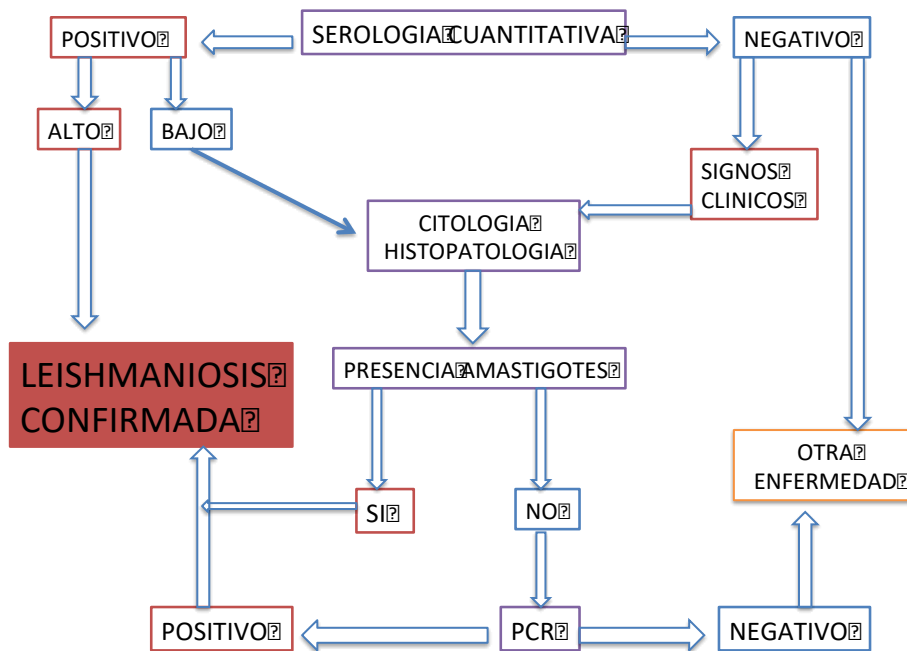 POSITIVO
SEROLOGIA CUANTITATIVA
NEGATIVO
ALTO
BAJO
SIGNOS
CLINICOS
CITOLOGIA
HISTOPATOLOGIA
LEISHMANIOSIS
CONFIRMADA
PRESENCIA AMASTIGOTES
OTRA
ENFERMEDAD
SI
NO
POSITIVO
PCR
NEGATIVO